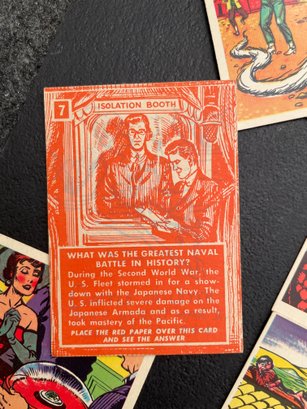 7
ISOLATION BOOTH
WHAT WAS THE GREATEST NAVAL
BATTLE IN HISTORY?
During the Second World War, the
U. S. Fleet stormed in for a show-
down with the Japanese Navy. The
U. S. inflicted severe damage on the
Japanese Armada and as a result,
took mastery of the Pacific.
PLACE THE RED PAPER OVER THIS CARD
AND SEE THE ANSWER